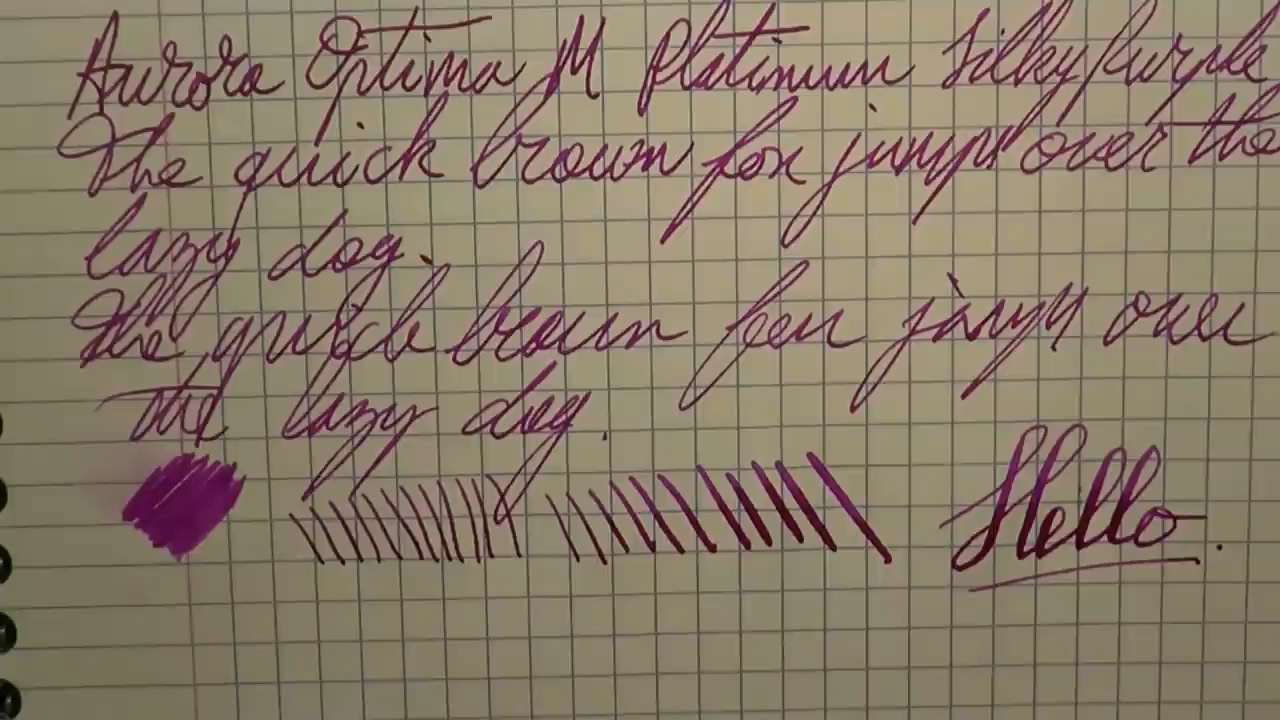 Aurora Optima M Platinum Silky Purple
The quick brown fox jumps over the
lazy dog.
The quick brown fox jumps over
the lazy dog.
Hello.